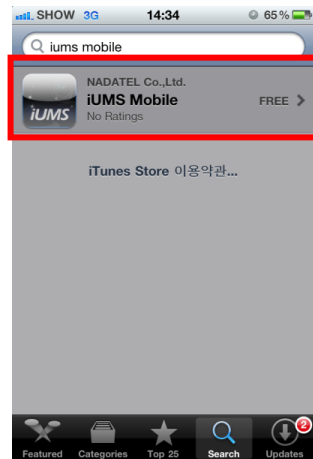 SHOW 3G 14:34 65%
iums mobile
NADATEL Co.,Ltd.
iUMS Mobile
FREE
No Ratings
iUMS
iTunes Store 이용약관...
2
Featured Categories Top 25 Search Updates